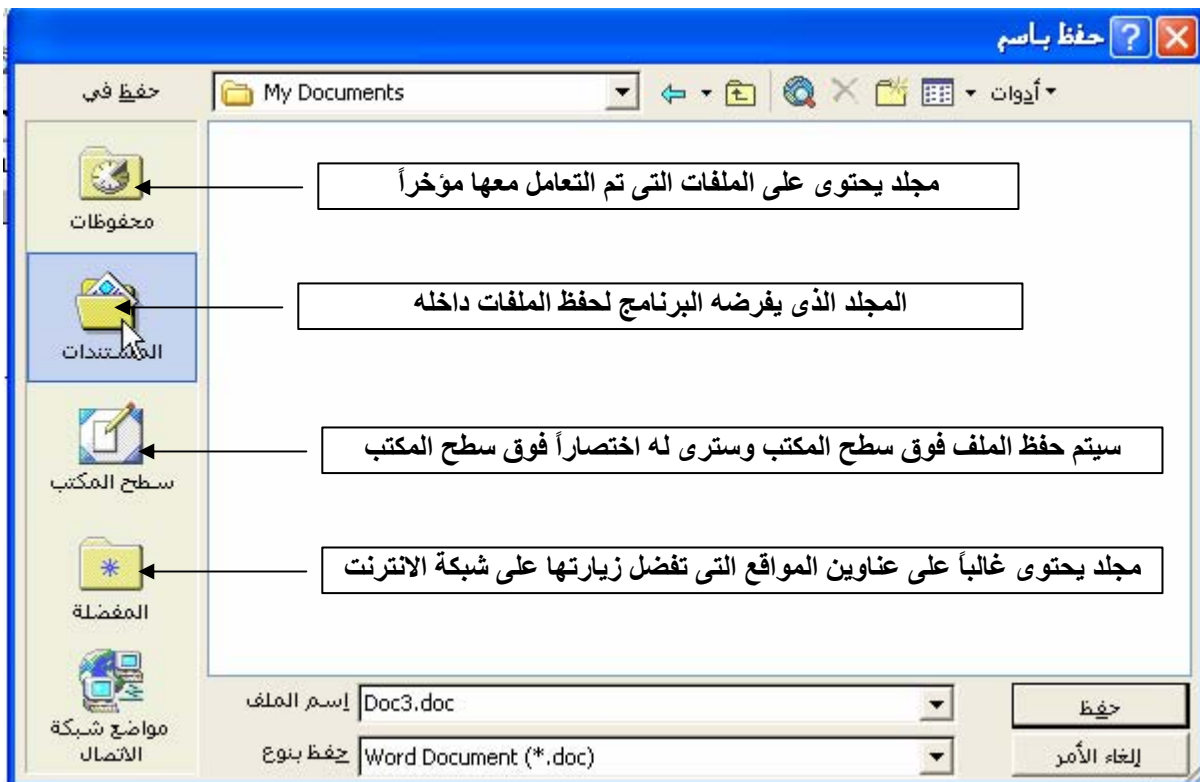 حفظ باسم
حفظ في
My Documents
أدوات
مجلد يحتوى على الملفات التى تم التعامل معها مؤخراً
محفوظات
المجلد الذى يفرضه البرنامج لحفظ الملفات داخله
المستندات
سيتم حفظ الملف فوق سطح المكتب وسترى له اختصاراً فوق سطح المكتب
سطح المكتب
مجلد يحتوى غالباً على عناوين المواقع التى تفضل زيارتها على شبكة الانترنت
المفضلة
مواضع شبكة
الاتصال
إسم الملف
Doc3.doc
حفظ
حفظ بنوع
Word Document (*.doc)
إلغاء الأمر